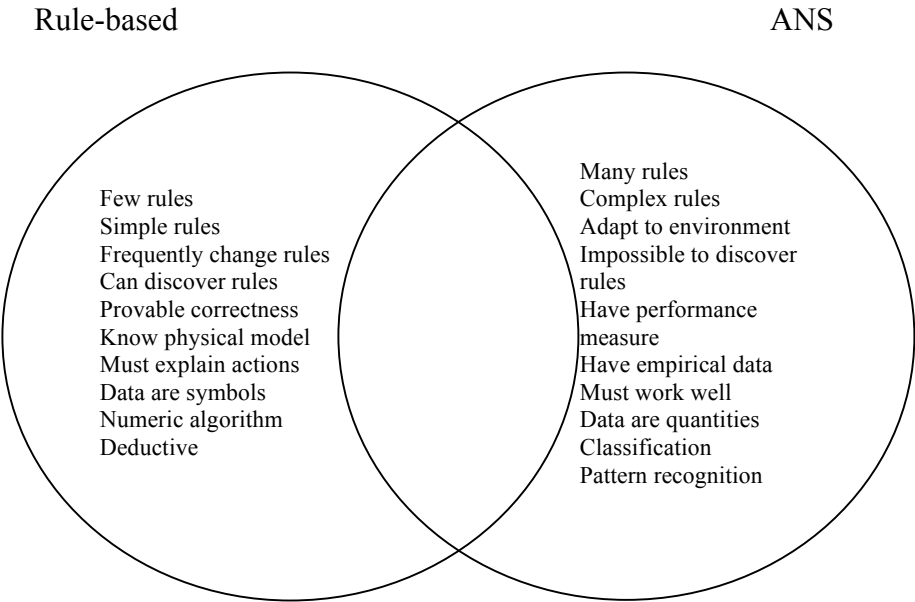 Rule-based
ANS
Few rules
Simple rules
Frequently change rules
Can discover rules
Provable correctness
Know physical model
Must explain actions
Data are symbols
Numeric algorithm
Deductive
Many rules
Complex rules
Adapt to environment
Impossible to discover
rules
Have performance
measure
Have empirical data
Must work well
Data are quantities
Classification
Pattern recognition